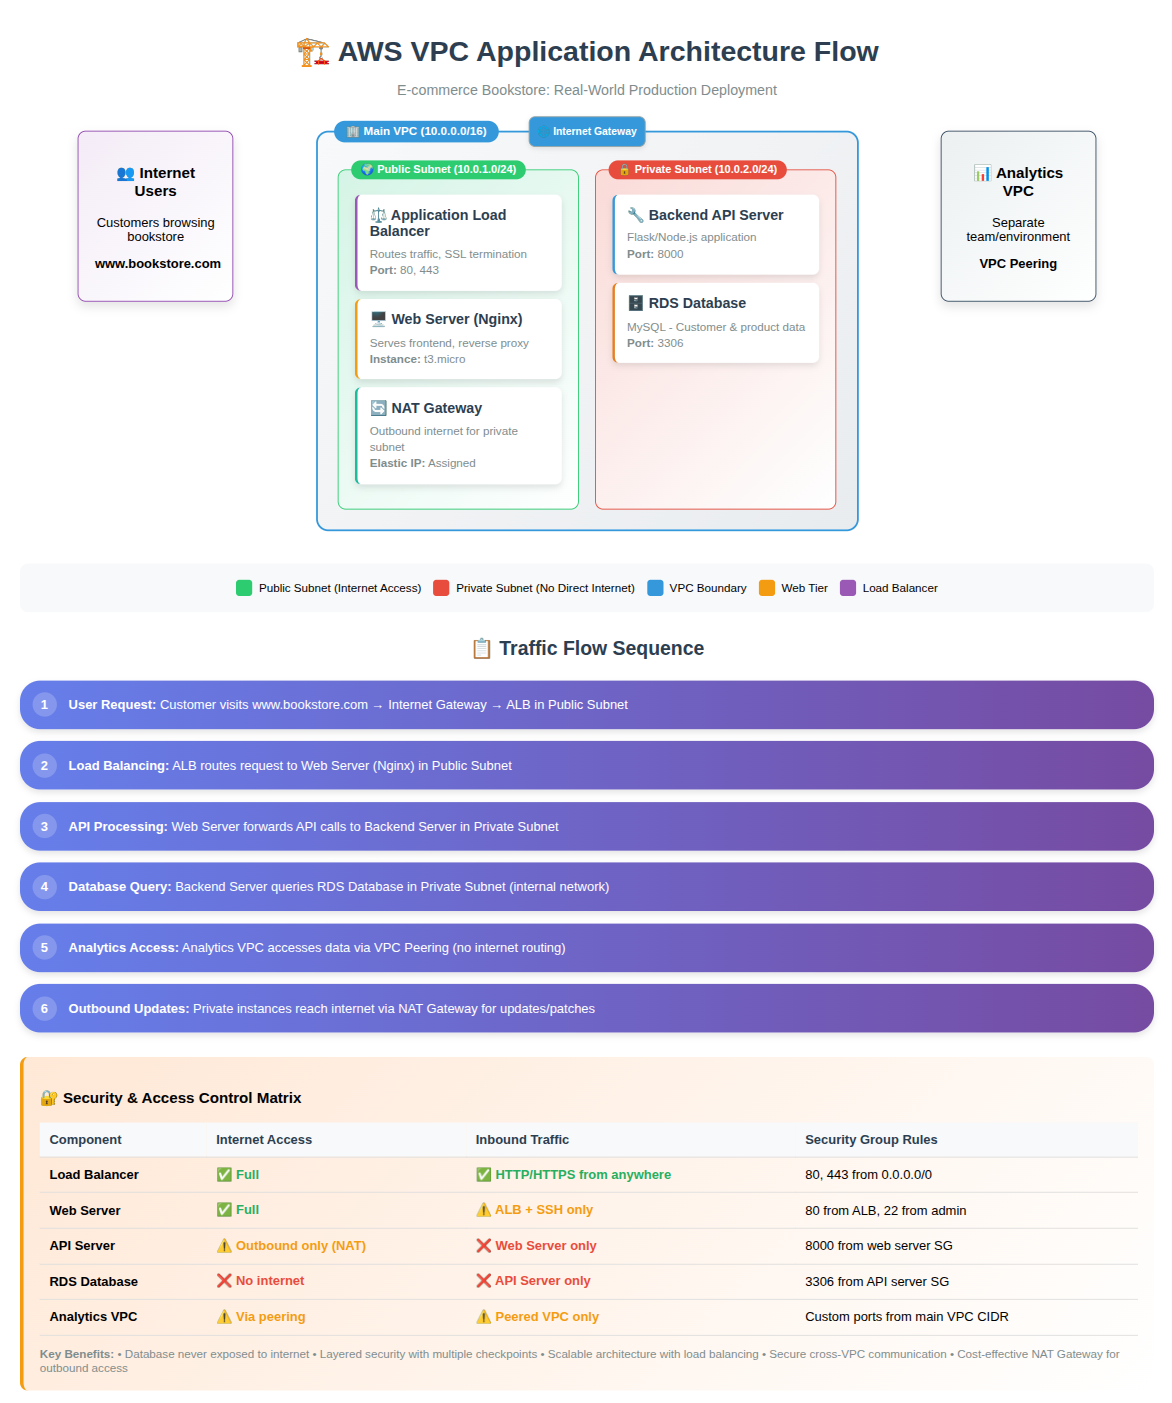 🏗️ AWS VPC Application Architecture Flow
E-commerce Bookstore: Real-World Production Deployment
👥 Internet
Users
Customers browsing
bookstore
www.bookstore.com
🏢 Main VPC (10.0.0.0/16)
🌐 Internet Gateway
🌍 Public Subnet (10.0.1.0/24)
⚖️ Application Load
Balancer
Routes traffic, SSL termination
Port: 80, 443
🖥️ Web Server (Nginx)
Serves frontend, reverse proxy
Instance: t3.micro
🔄 NAT Gateway
Outbound internet for private
subnet
Elastic IP: Assigned
🔒 Private Subnet (10.0.2.0/24)
🔧 Backend API Server
Flask/Node.js application
Port: 8000
🗄️ RDS Database
MySQL - Customer & product data
Port: 3306
📊 Analytics
VPC
Separate
team/environment
VPC Peering
Public Subnet (Internet Access) Private Subnet (No Direct Internet) VPC Boundary Web Tier Load Balancer
📋 Traffic Flow Sequence
1 User Request: Customer visits www.bookstore.com → Internet Gateway → ALB in Public Subnet
2 Load Balancing: ALB routes request to Web Server (Nginx) in Public Subnet
3 API Processing: Web Server forwards API calls to Backend Server in Private Subnet
4 Database Query: Backend Server queries RDS Database in Private Subnet (internal network)
5 Analytics Access: Analytics VPC accesses data via VPC Peering (no internet routing)
6 Outbound Updates: Private instances reach internet via NAT Gateway for updates/patches
🔐 Security & Access Control Matrix
Component Internet Access Inbound Traffic Security Group Rules
Load Balancer ✅ Full ✅ HTTP/HTTPS from anywhere 80, 443 from 0.0.0.0/0
Web Server ✅ Full ⚠️ ALB + SSH only 80 from ALB, 22 from admin
API Server ⚠️ Outbound only (NAT) ❌ Web Server only 8000 from web server SG
RDS Database ❌ No internet ❌ API Server only 3306 from API server SG
Analytics VPC ⚠️ Via peering ⚠️ Peered VPC only Custom ports from main VPC CIDR
Key Benefits: • Database never exposed to internet • Layered security with multiple checkpoints • Scalable architecture with load balancing • Secure cross-VPC communication • Cost-effective NAT Gateway for
outbound access